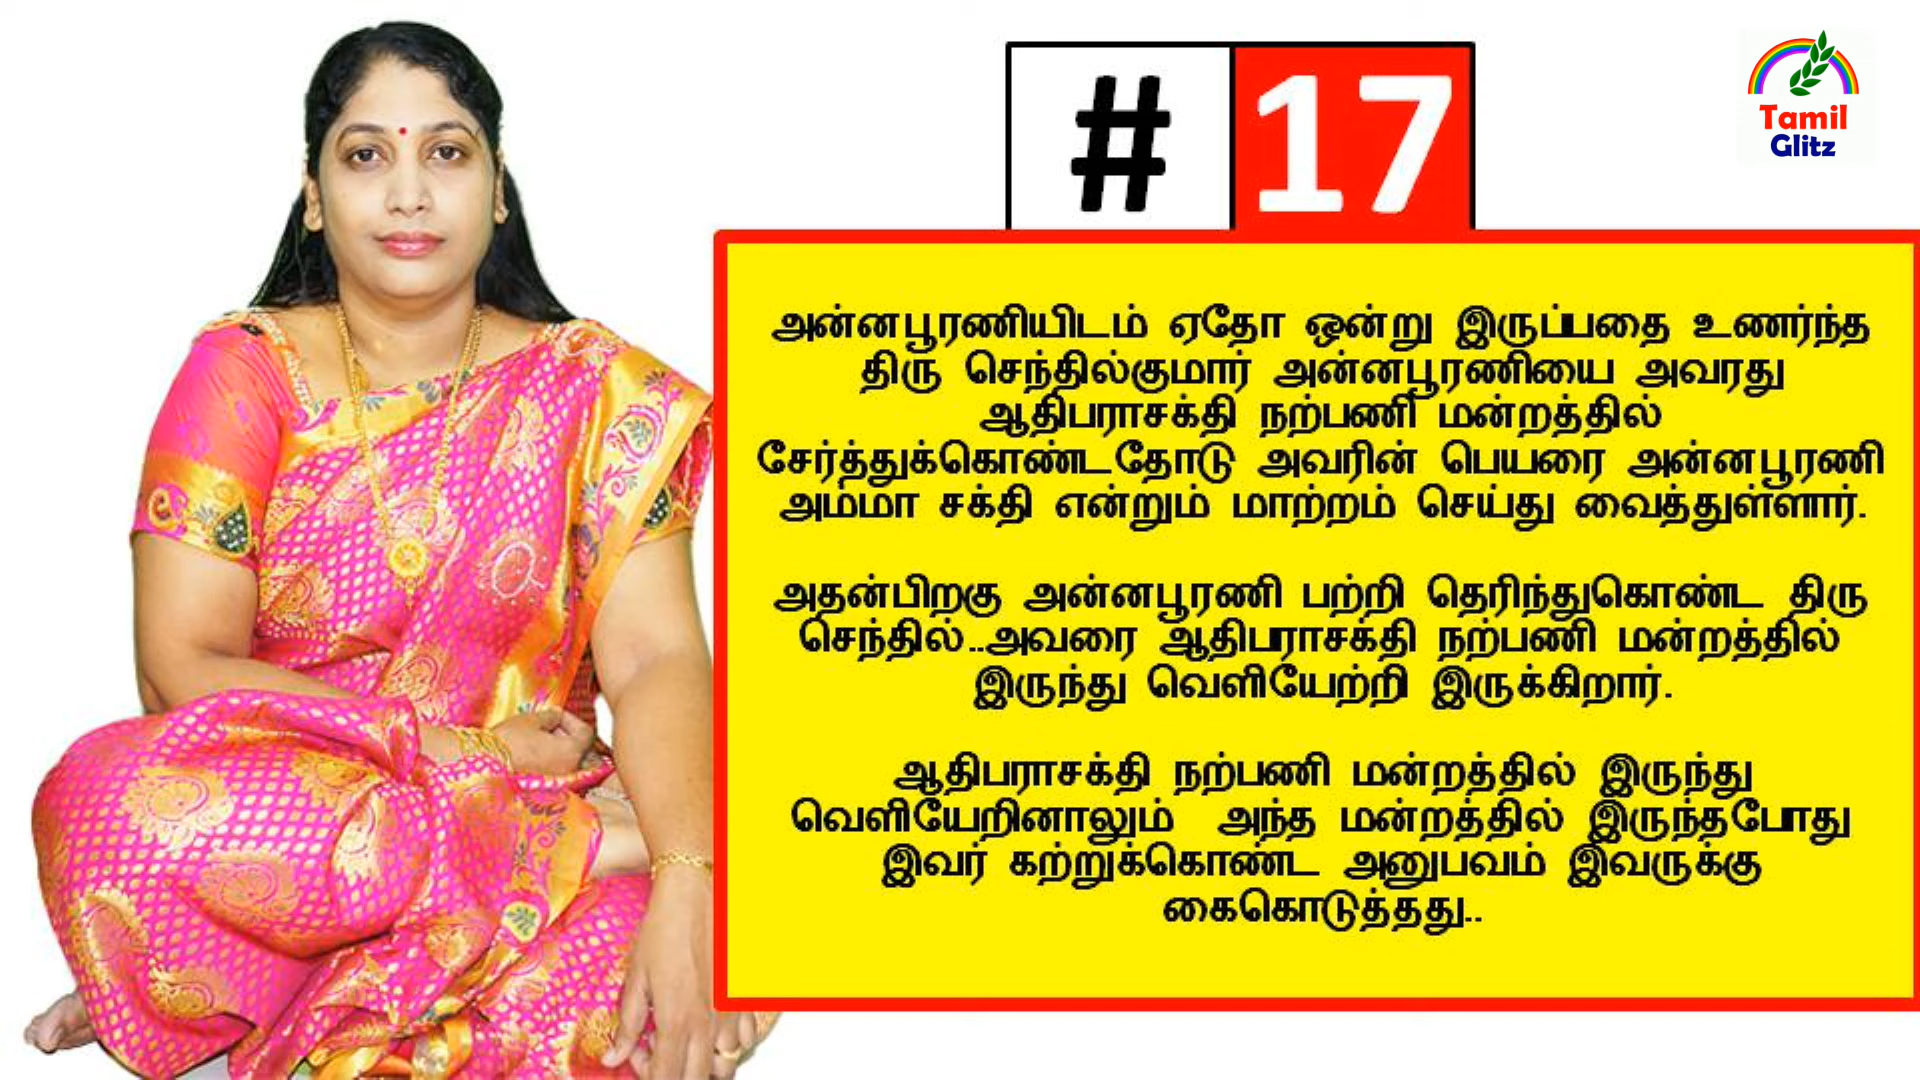 # 17
Tamil
Glitz
அன்னபூரணியிடம் ஏதோ ஒன்று இருப்பதை உணர்ந்த
திரு செந்தில்குமார் அன்னபூரணியை அவரது
ஆதிபராசக்தி நற்பணி மன்றத்தில்
சேர்த்துக்கொண்டதோடு அவரின் பெயரை அன்னபூரணி
அம்மா சக்தி என்றும் மாற்றம் செய்து வைத்துள்ளார்.
அதன்பிறகு அன்னபூரணி பற்றி தெரிந்துகொண்ட திரு
செந்தில்..அவரை ஆதிபராசக்தி நற்பணி மன்றத்தில்
இருந்து வெளியேற்றி இருக்கிறார்.
ஆதிபராசக்தி நற்பணி மன்றத்தில் இருந்து
வெளியேறினாலும் அந்த மன்றத்தில் இருந்தபோது
இவர் கற்றுக்கொண்ட அனுபவம் இவருக்கு
கைகொடுத்தது..